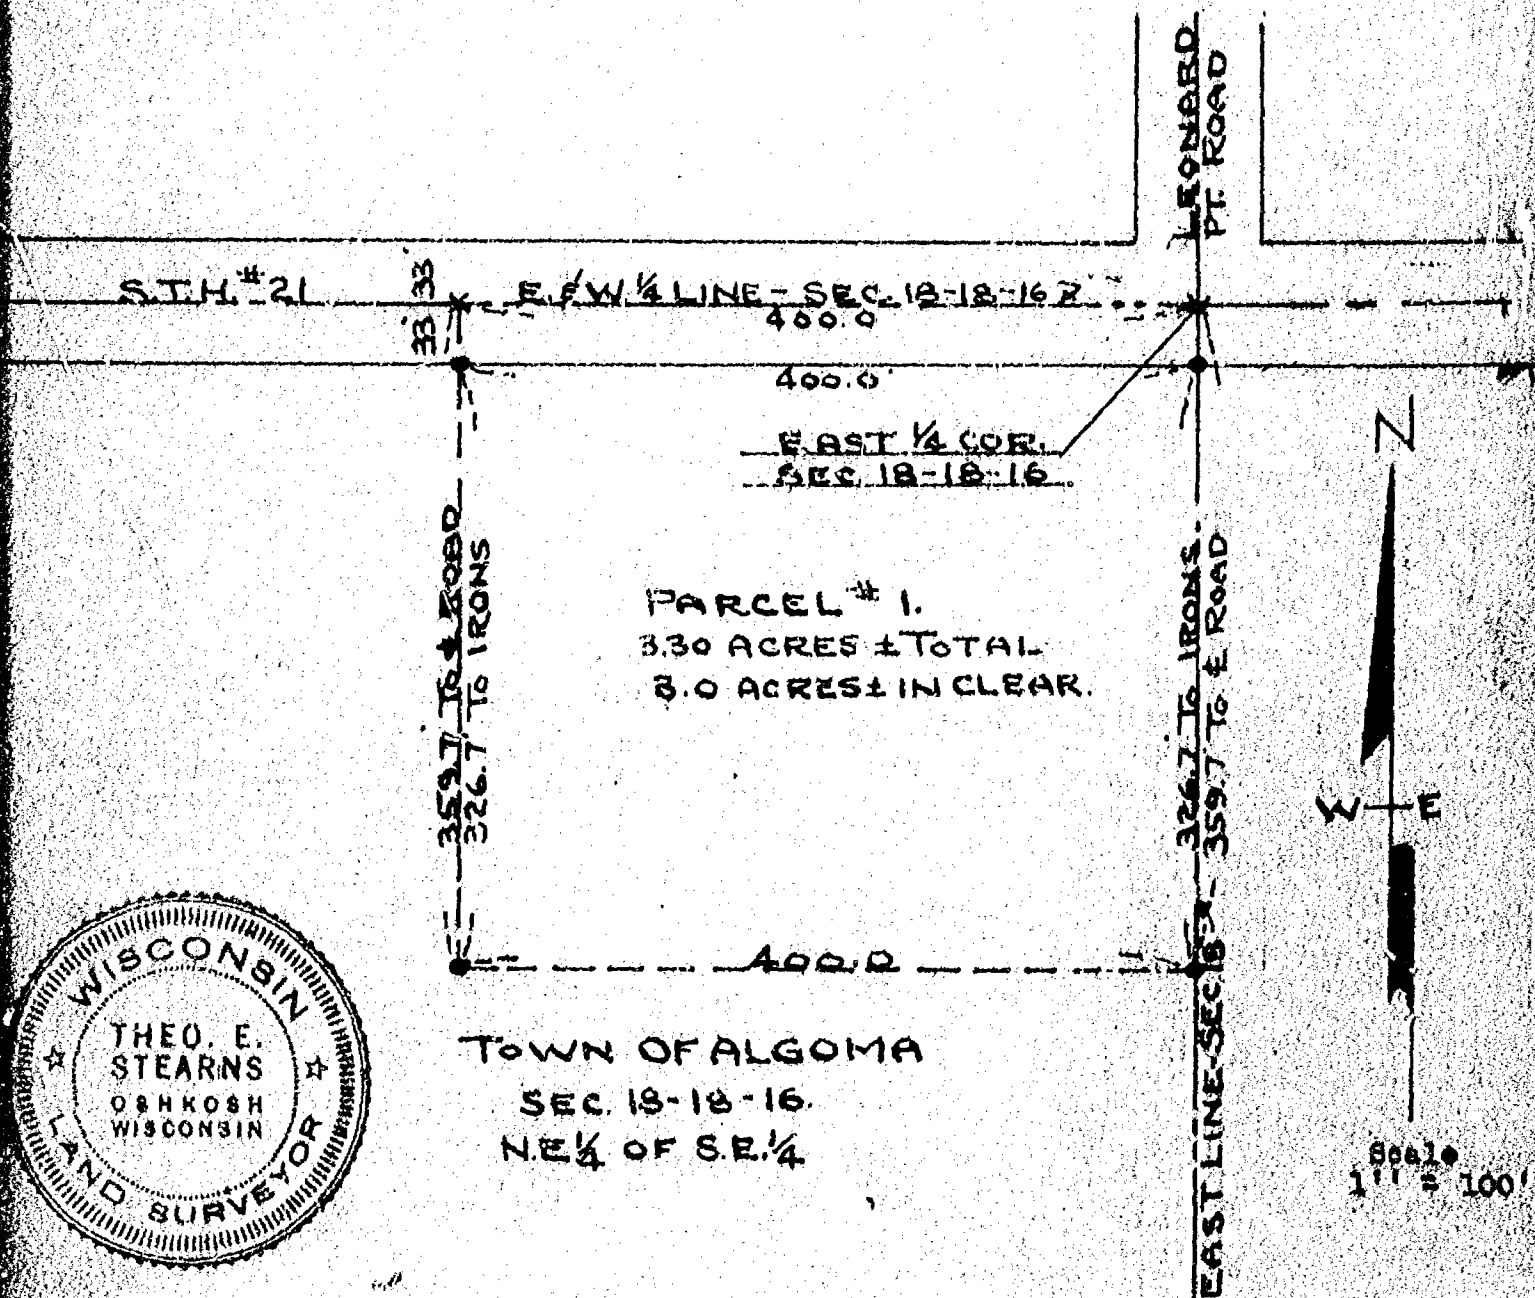 LEONARD
PT. ROAD
S.T.H. #21
33'
33'
E & W ¼ LINE - SEC. 18-18-16
400.0
400.0'
EAST ¼ COR.
SEC. 18-18-16
N
359.7 To ℄ ROAD
326.7 To IRONS
PARCEL # 1.
3.30 ACRES ± TOTAL
3.0 ACRES ± IN CLEAR.
326.7 To IRONS.
EAST LINE-SEC. 18 - 359.7 To ℄ ROAD
W E
400.0
WISCONSIN
THEO. E.
STEARNS
OSHKOSH
WISCONSIN
LAND SURVEYOR
TOWN OF ALGOMA
SEC. 18-18-16.
N.E.¼ OF S.E.¼
Scale
1'' = 100'